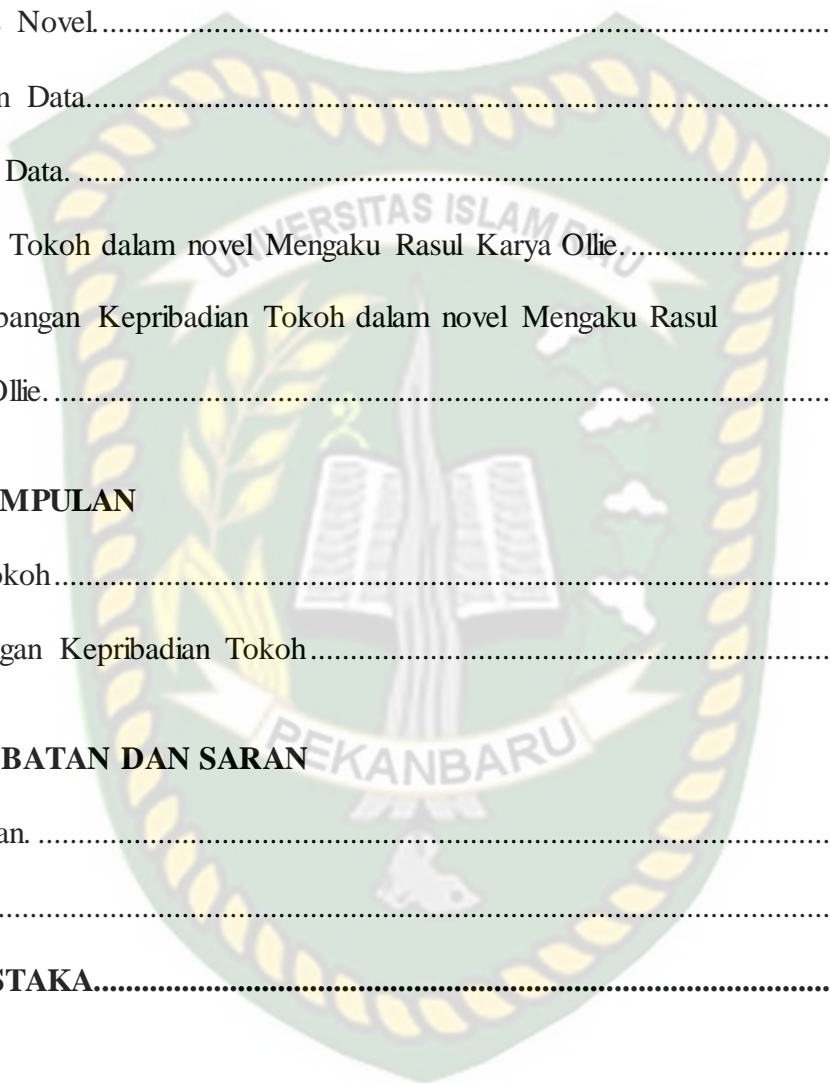 Novel.................................................................................
n Data.................................................................................
Data. .................................................................................
UNIVERSITAS ISLAM RIAU
Tokoh dalam novel Mengaku Rasul Karya Ollie. ......................
bangan Kepribadian Tokoh dalam novel Mengaku Rasul
Ollie. .................................................................................
MPULAN
okoh .................................................................................
gan Kepribadian Tokoh .......................................................
PEKANBARU
BATAN DAN SARAN
an. .................................................................................
.................................................................................
STAKA.................................................................................